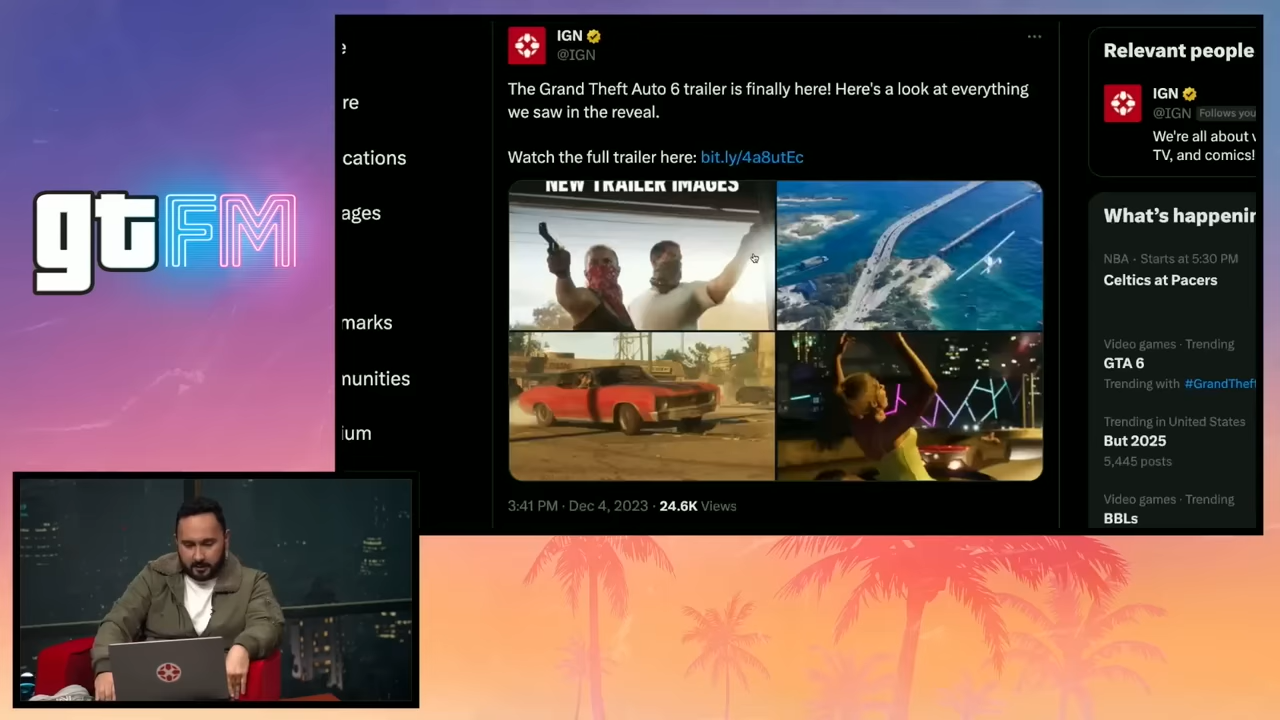 gtFM
e
re
cations
ages
marks
munities
ium
IGN
@IGN
The Grand Theft Auto 6 trailer is finally here! Here's a look at everything
we saw in the reveal.
Watch the full trailer here: bit.ly/4a8utEc
NEW TRAILER IMAGES
3:41 PM · Dec 4, 2023 · 24.6K Views
Relevant people
IGN
@IGN Follows you
We're all about v
TV, and comics!
What's happenin
NBA · Starts at 5:30 PM
Celtics at Pacers
Video games · Trending
GTA 6
Trending with #GrandTheft
Trending in United States
But 2025
5,445 posts
Video games · Trending
BBLs